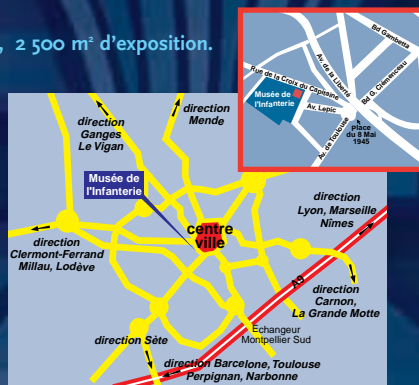 , 2 500 m² d'exposition.
Bd Gambetta
Av. de la Liberté
Bd G. Clémenceau
Rue de la Croix du Capitaine
Musée de
l'Infanterie
Av. Lepic
Av. de Toulouse
Place
du 8 Mai
1945
direction
Ganges
Le Vigan
direction
Mende
Musée de
l'Infanterie
centre
ville
direction
Lyon, Marseille
Nîmes
direction
Clermont-Ferrand
Millau, Lodève
A9
direction
Carnon,
La Grande Motte
Echangeur
Montpellier Sud
direction Sète
direction Barcelone, Toulouse
Perpignan, Narbonne